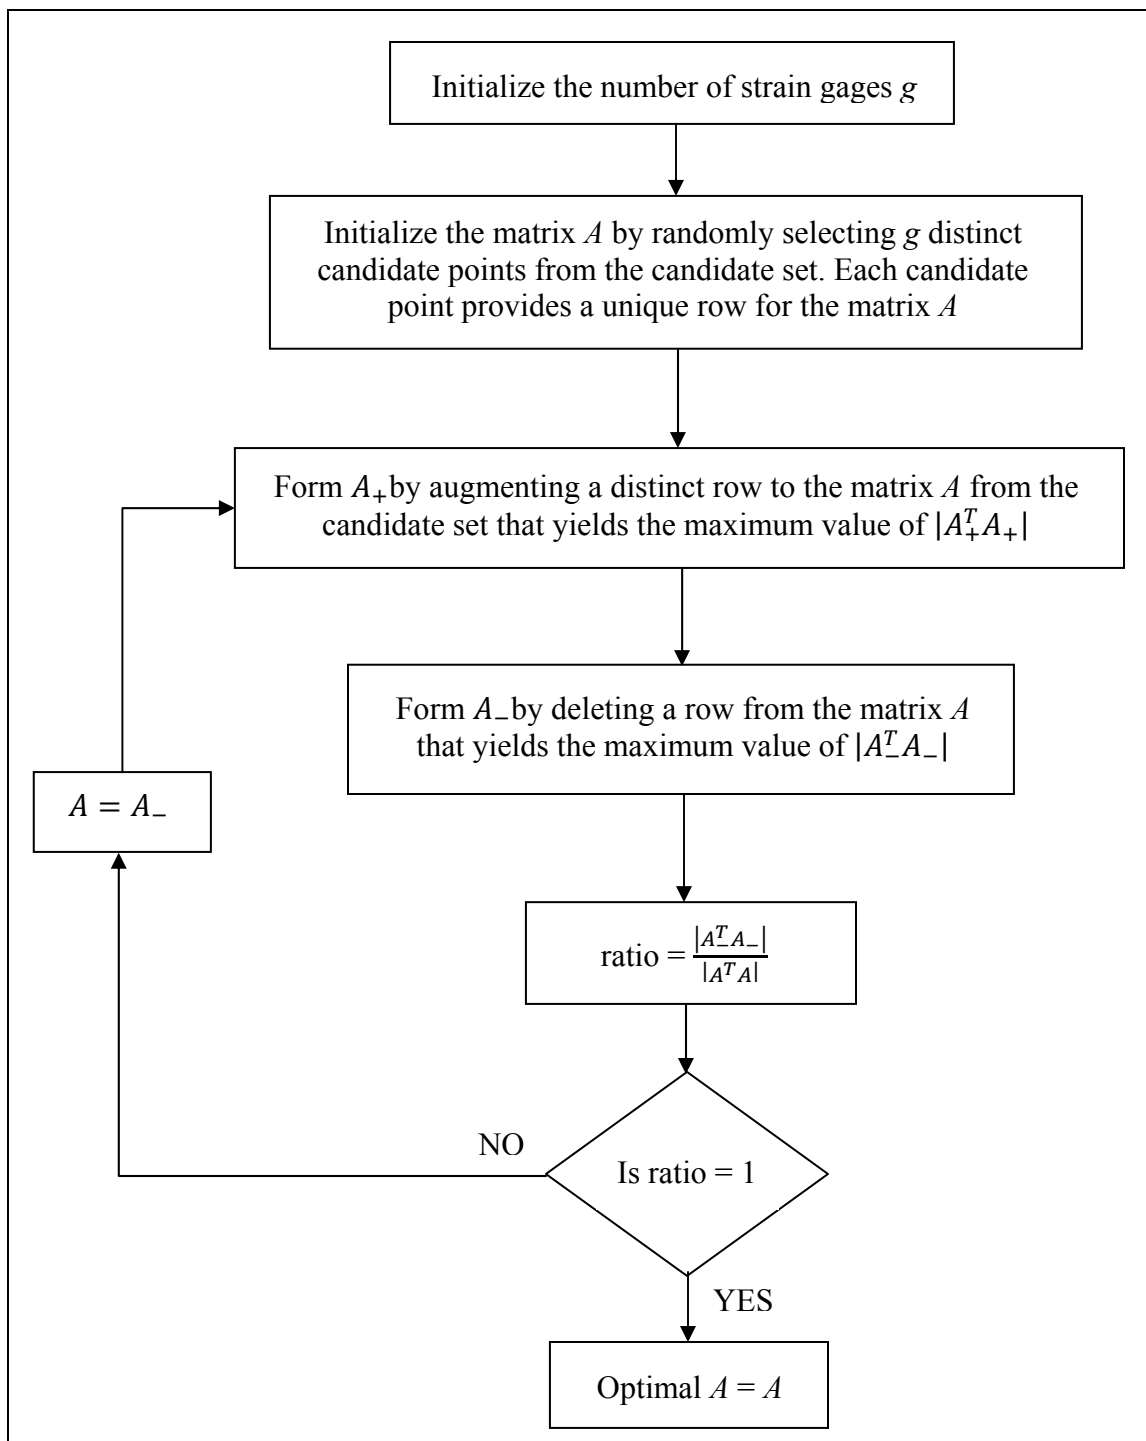 Initialize the number of strain gages g
Initialize the matrix A by randomly selecting g distinct
candidate points from the candidate set. Each candidate
point provides a unique row for the matrix A
Form A₊by augmenting a distinct row to the matrix A from the
candidate set that yields the maximum value of |A₊ᵀA₊|
Form A₋by deleting a row from the matrix A
that yields the maximum value of |A₋ᵀA₋|
A = A₋
ratio = |A₋ᵀA₋| / |AᵀA|
NO
Is ratio = 1
YES
Optimal A = A